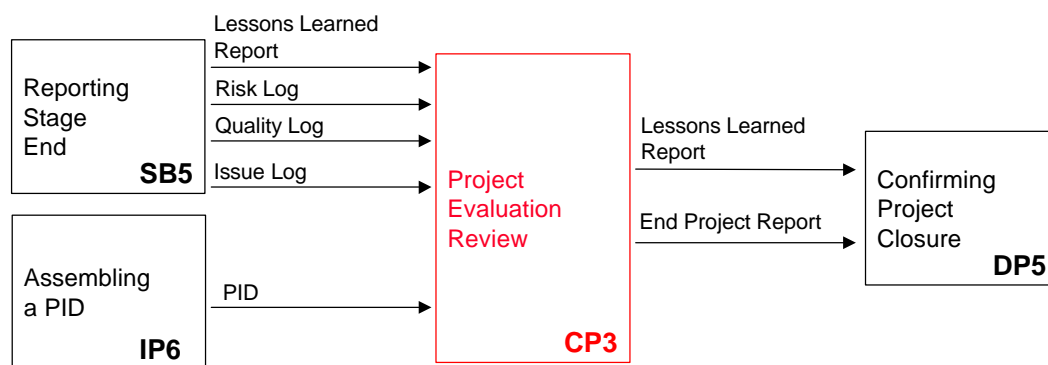 Lessons Learned
Report
Reporting
Stage
End
SB5
Risk Log
Quality Log
Issue Log
Assembling
a PID
IP6
PID
Project
Evaluation
Review
CP3
Lessons Learned
Report
End Project Report
Confirming
Project
Closure
DP5